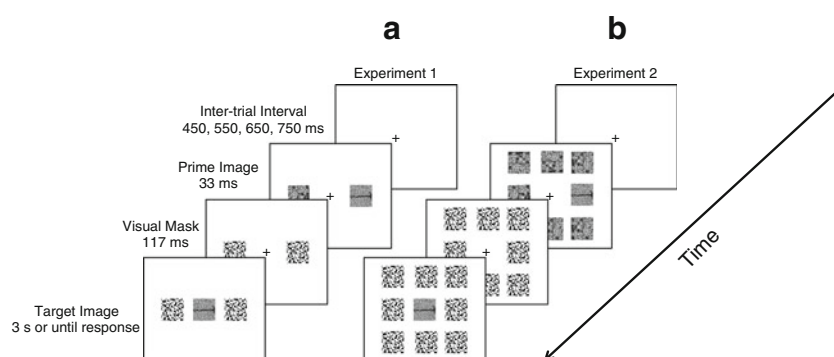 a
b
Experiment 1
Experiment 2
Inter-trial Interval
450, 550, 650, 750 ms
Prime Image
33 ms
Visual Mask
117 ms
Target Image
3 s or until response
Time